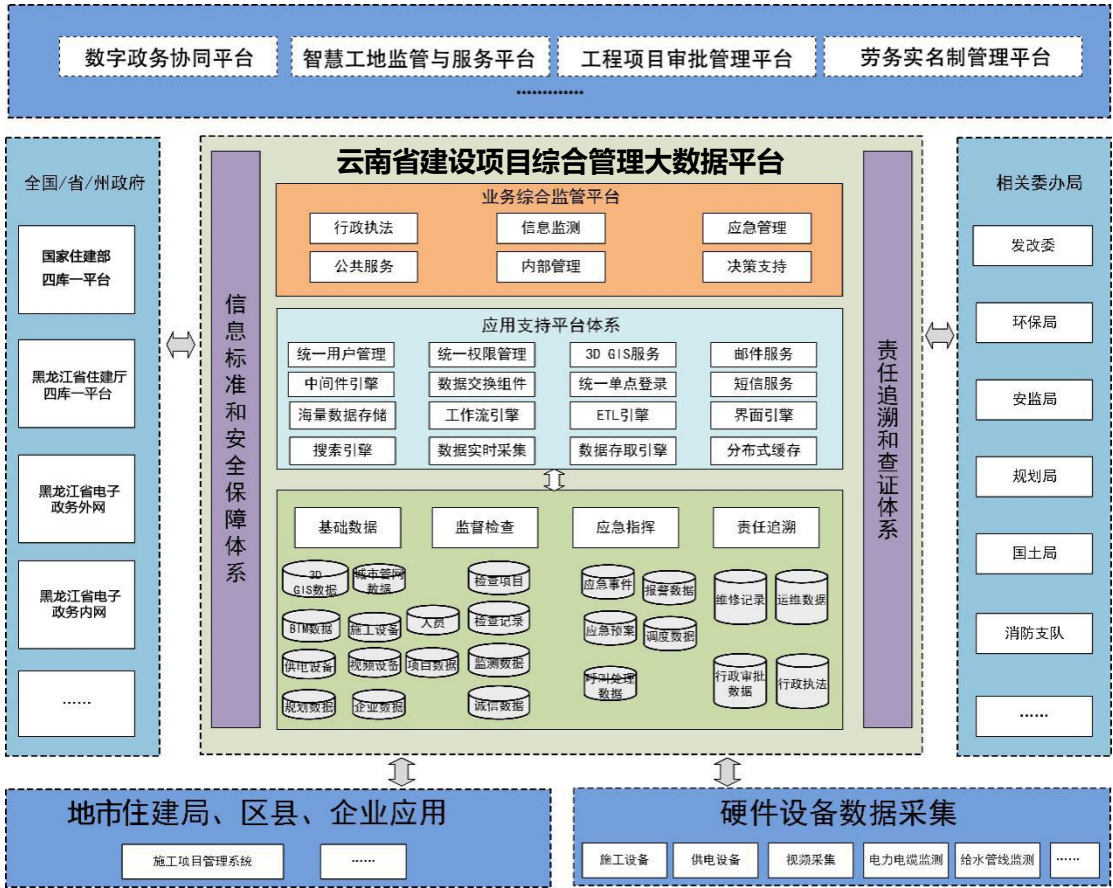 数字政务协同平台
智慧工地监管与服务平台
工程项目审批管理平台
劳务实名制管理平台
.............
全国/省/州政府
国家住建部
四库一平台
黑龙江省住建厅
四库一平台
黑龙江省电子
政务外网
黑龙江省电子
政务内网
......
信息标准和安全保障体系
云南省建设项目综合管理大数据平台
业务综合监管平台
行政执法
信息监测
应急管理
公共服务
内部管理
决策支持
应用支持平台体系
统一用户管理
统一权限管理
3D GIS服务
邮件服务
中间件引擎
数据交换组件
统一单点登录
短信服务
海量数据存储
工作流引擎
ETL引擎
界面引擎
搜索引擎
数据实时采集
数据存取引擎
分布式缓存
基础数据
监督检查
应急指挥
责任追溯
3D
GIS数据
城市管网
数据
BIM数据
施工设备
人员
供电设备
视频设备
项目数据
规划数据
企业数据
检查项目
检查记录
监测数据
诚信数据
应急事件
报警数据
应急预案
调度数据
呼叫处理
数据
维修记录
运维数据
行政审批
数据
行政执法
责任追溯和查证体系
相关委办局
发改委
环保局
安监局
规划局
国土局
消防支队
......
地市住建局、区县、企业应用
施工项目管理系统
......
硬件设备数据采集
施工设备
供电设备
视频采集
电力电缆监测
给水管线监测
......